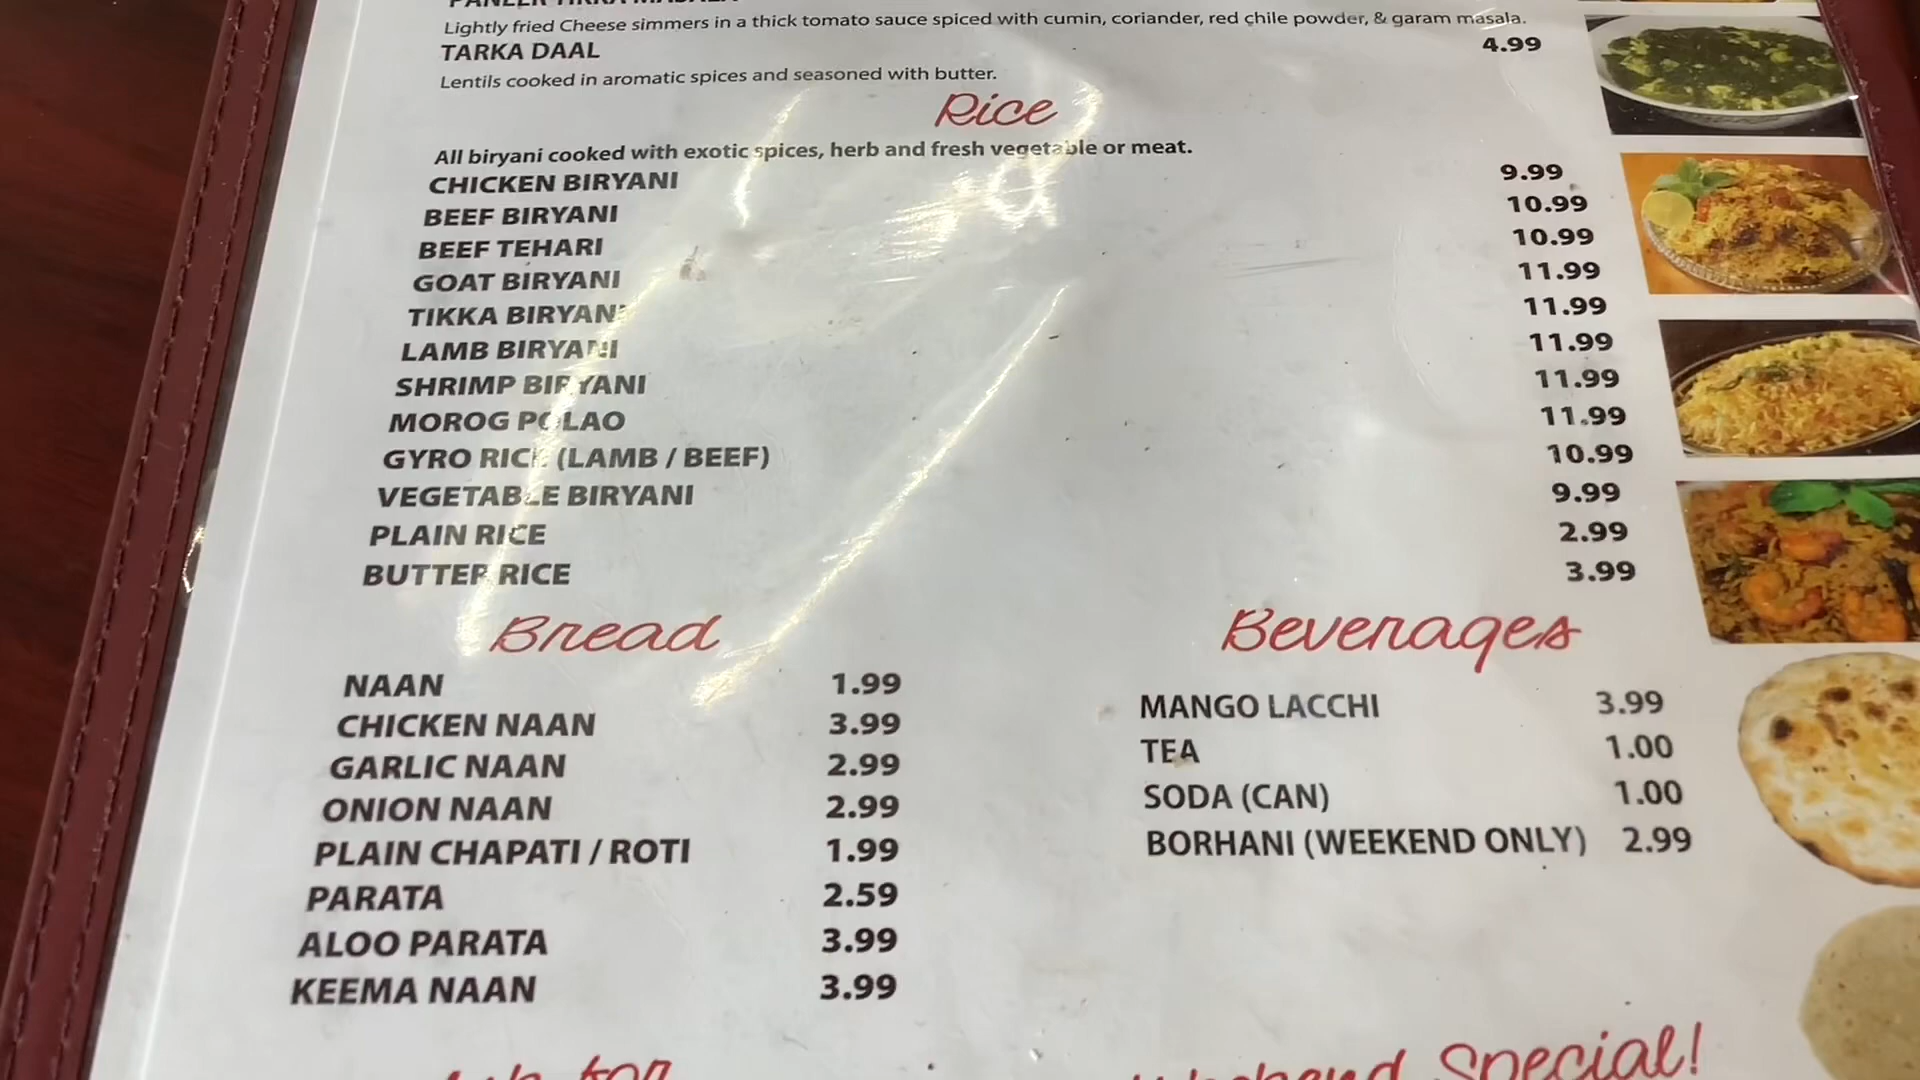 Lightly fried Cheese simmers in a thick tomato sauce spiced with cumin, coriander, red chile powder, & garam masala.
TARKA DAAL 4.99
Lentils cooked in aromatic spices and seasoned with butter.
Rice
All biryani cooked with exotic spices, herb and fresh vegetable or meat.
CHICKEN BIRYANI 9.99
BEEF BIRYANI 10.99
BEEF TEHARI 10.99
GOAT BIRYANI 11.99
TIKKA BIRYANI 11.99
LAMB BIRYANI 11.99
SHRIMP BIRYANI 11.99
MOROG POLAO 11.99
GYRO RICE (LAMB / BEEF) 10.99
VEGETABLE BIRYANI 9.99
PLAIN RICE 2.99
BUTTER RICE 3.99
Bread
NAAN 1.99
CHICKEN NAAN 3.99
GARLIC NAAN 2.99
ONION NAAN 2.99
PLAIN CHAPATI / ROTI 1.99
PARATA 2.59
ALOO PARATA 3.99
KEEMA NAAN 3.99
Beverages
MANGO LACCHI 3.99
TEA 1.00
SODA (CAN) 1.00
BORHANI (WEEKEND ONLY) 2.99
for
Weekend Special!